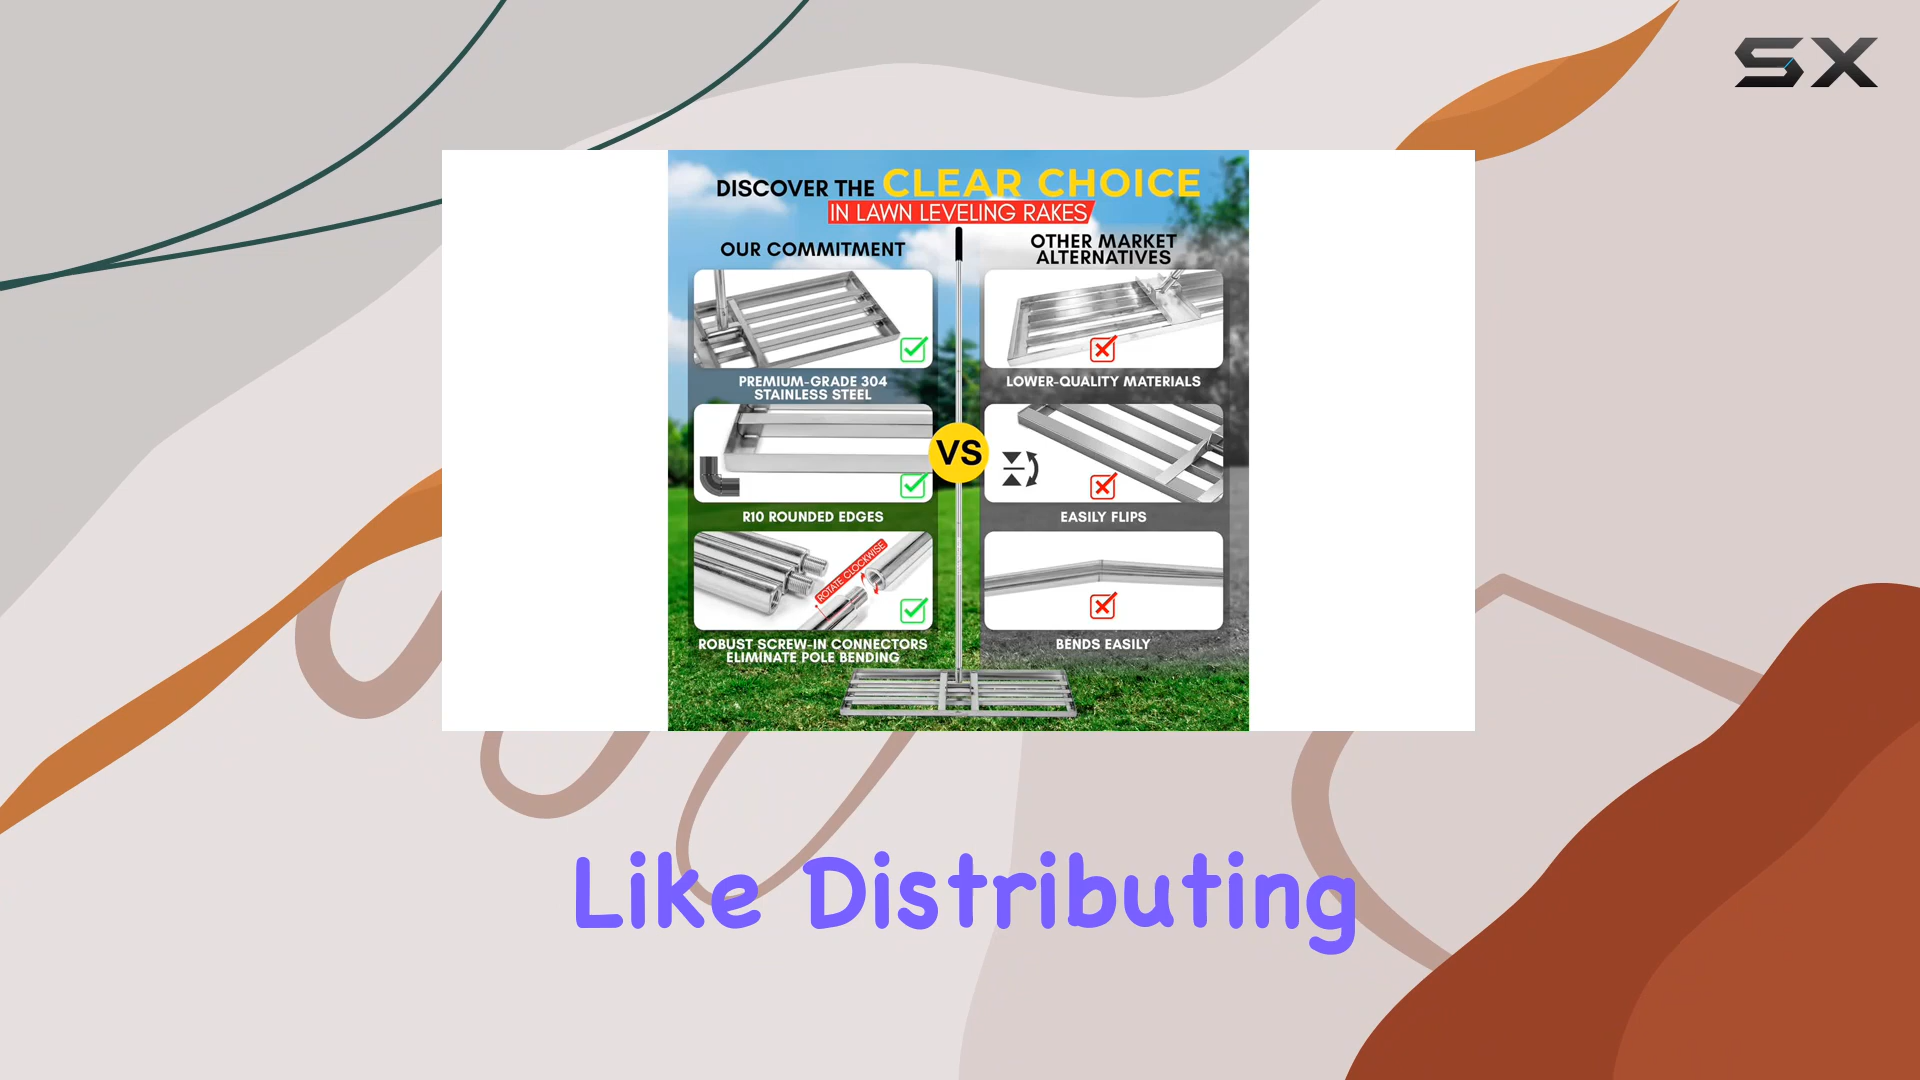 SX
DISCOVER THE CLEAR CHOICE
IN LAWN LEVELING RAKES
OUR COMMITMENT
PREMIUM-GRADE 304
STAINLESS STEEL
R10 ROUNDED EDGES
ROTATE CLOCKWISE
ROBUST SCREW-IN CONNECTORS
ELIMINATE POLE BENDING
VS
OTHER MARKET
ALTERNATIVES
LOWER-QUALITY MATERIALS
EASILY FLIPS
BENDS EASILY
Like Distributing